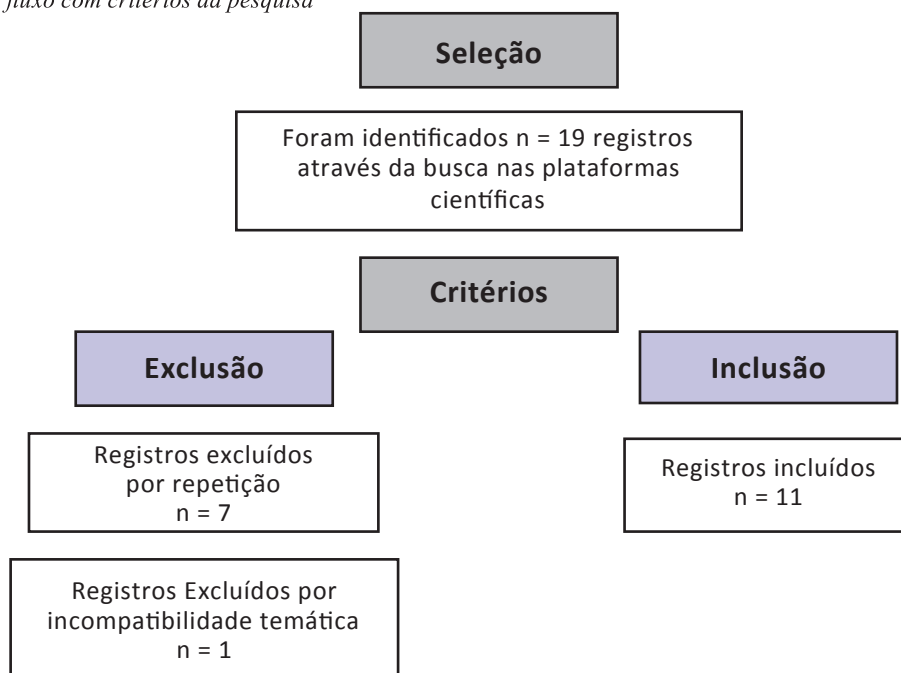 fluxo com critérios da pesquisa
Seleção
Foram identificados n = 19 registros
através da busca nas plataformas
científicas
Critérios
Exclusão
Registros excluídos
por repetição
n = 7
Registros Excluídos por
incompatibilidade temática
n = 1
Inclusão
Registros incluídos
n = 11